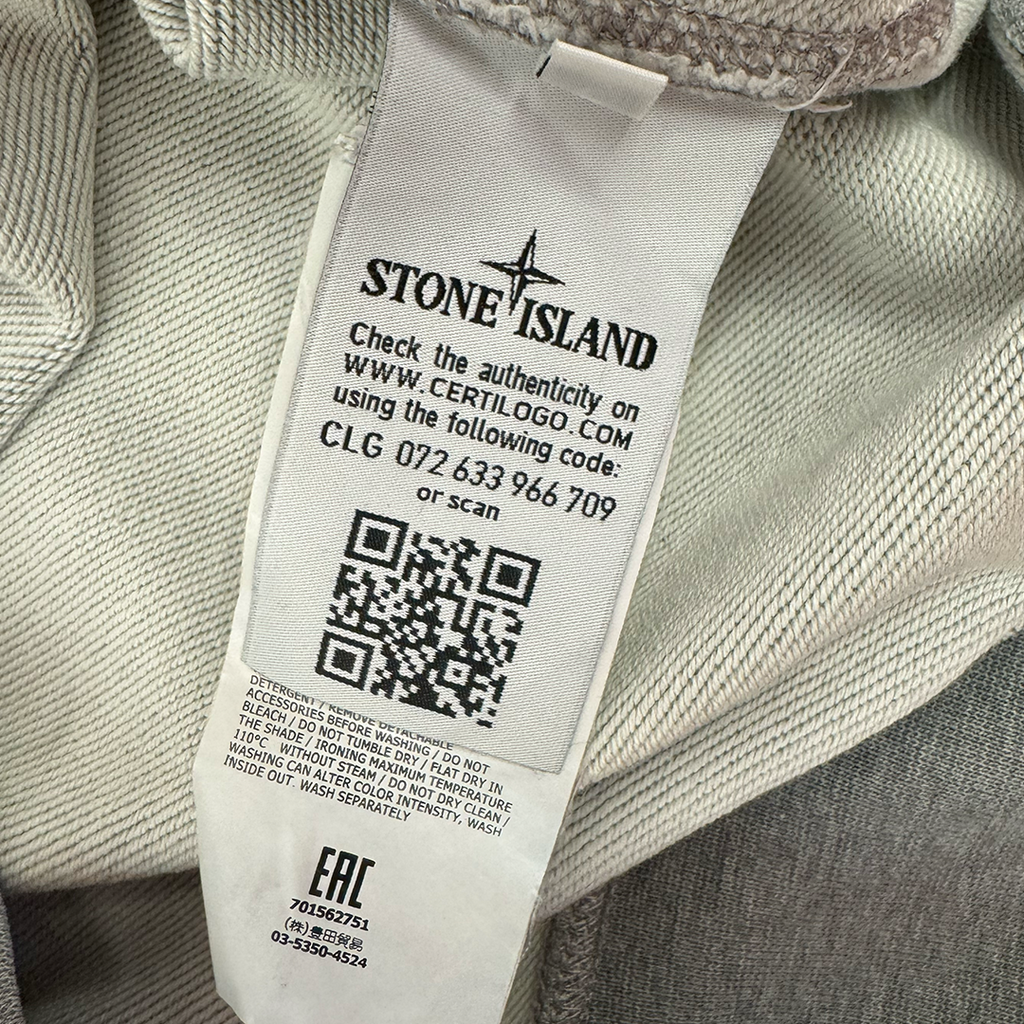 STONE ISLAND
Check the authenticity on
WWW.CERTILOGO.COM
using the following code:
CLG 072 633 966 709
or scan
DETERGENT / REMOVE DETACHABLE
ACCESSORIES BEFORE WASHING / DO NOT
BLEACH / DO NOT TUMBLE DRY / FLAT DRY IN
THE SHADE / IRONING MAXIMUM TEMPERATURE
110°C WITHOUT STEAM / DO NOT DRY CLEAN /
WASHING CAN ALTER COLOR INTENSITY, WASH
INSIDE OUT. WASH SEPARATELY
EAC
701562751
(株)豊田貿易
03-5350-4524